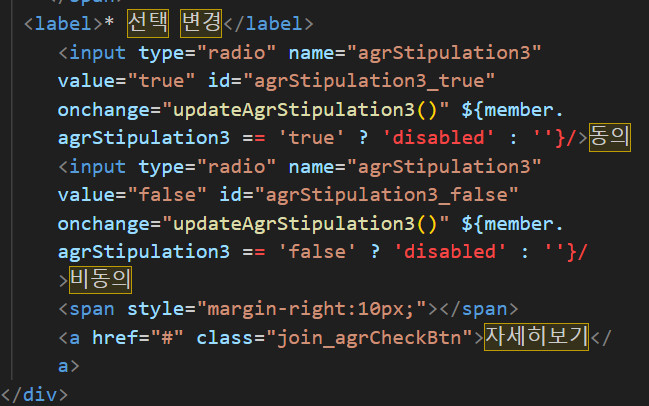 <label>* 선택 변경</label>
<input type="radio" name="agrStipulation3"
value="true" id="agrStipulation3_true"
onchange="updateAgrStipulation3()" ${member.
agrStipulation3 == 'true' ? 'disabled' : ''}/>동의
<input type="radio" name="agrStipulation3"
value="false" id="agrStipulation3_false"
onchange="updateAgrStipulation3()" ${member.
agrStipulation3 == 'false' ? 'disabled' : ''}/
>비동의
<span style="margin-right:10px;"></span>
<a href="#" class="join_agrCheckBtn">자세히보기</
a>
</div>